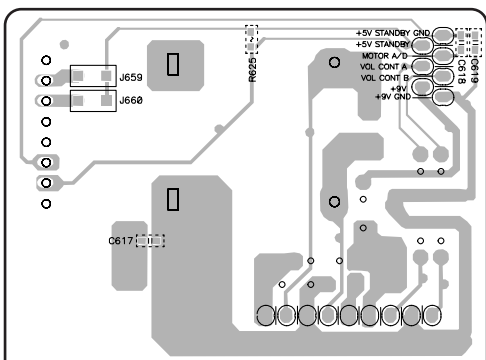 +5V STANDBY GND
+5V STANDBY
MOTOR A/D
VOL CONT A
VOL CONT B
+9V
+9V GND
R625
C618
C619
J659
J660
C617